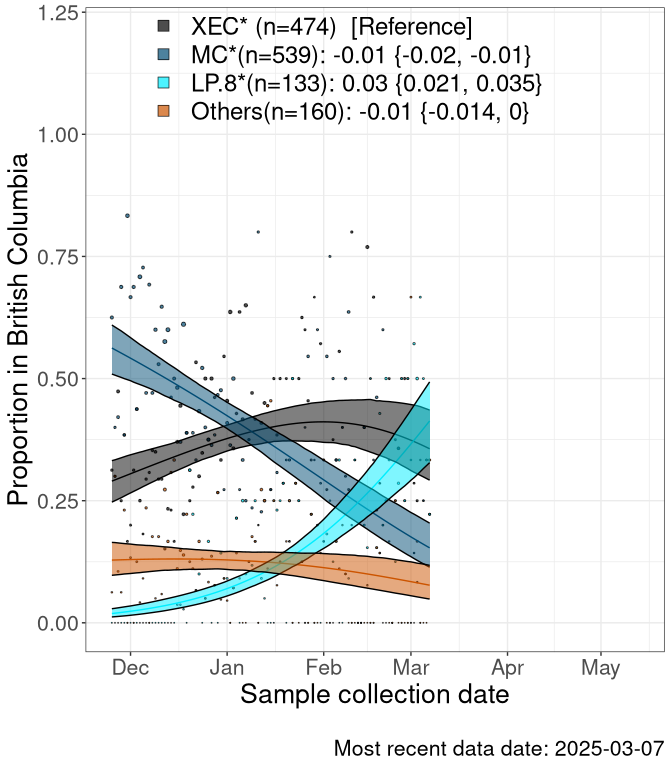 XEC* (n=474)  [Reference]
MC*(n=539): -0.01 {-0.02, -0.01}
LP.8*(n=133): 0.03 {0.021, 0.035}
Others(n=160): -0.01 {-0.014, 0}
Proportion in British Columbia
1.25
1.00
0.75
0.50
0.25
0.00
Dec Jan Feb Mar Apr May
Sample collection date
Most recent data date: 2025-03-07